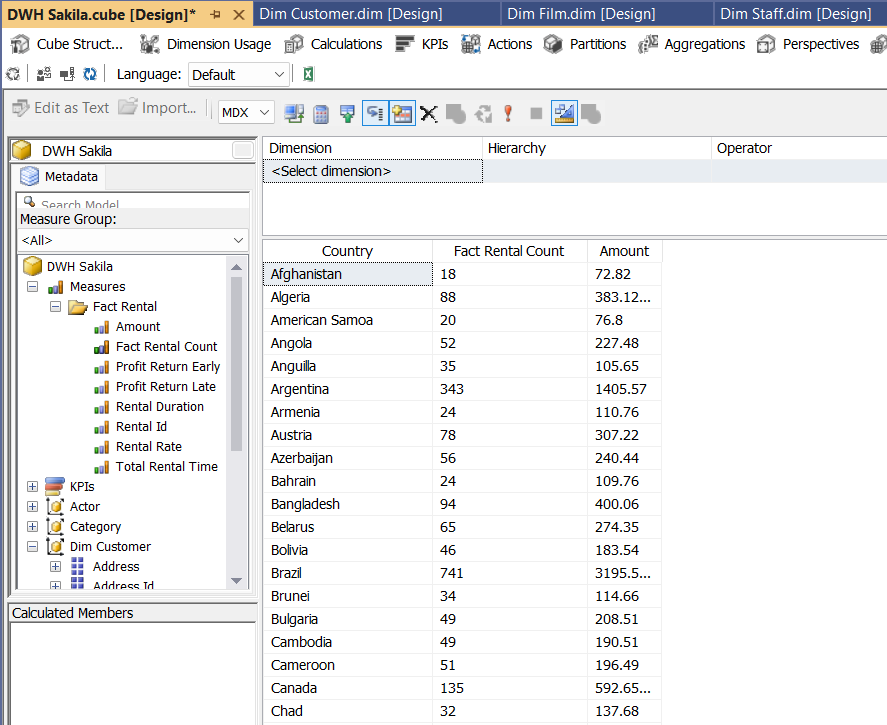 DWH Sakila.cube [Design]* Dim Customer.dim [Design] Dim Film.dim [Design] Dim Staff.dim [Design]
Cube Struct... Dimension Usage Calculations KPIs Actions Partitions Aggregations Perspectives
Language: Default
Edit as Text Import... MDX
DWH Sakila
Metadata
Search Model
Measure Group:
<All>
DWH Sakila
Measures
Fact Rental
Amount
Fact Rental Count
Profit Return Early
Profit Return Late
Rental Duration
Rental Id
Rental Rate
Total Rental Time
KPIs
Actor
Category
Dim Customer
Address
Address Id
Calculated Members
Dimension Hierarchy Operator
<Select dimension>
Country Fact Rental Count Amount
Afghanistan 18 72.82
Algeria 88 383.12...
American Samoa 20 76.8
Angola 52 227.48
Anguilla 35 105.65
Argentina 343 1405.57
Armenia 24 110.76
Austria 78 307.22
Azerbaijan 56 240.44
Bahrain 24 109.76
Bangladesh 94 400.06
Belarus 65 274.35
Bolivia 46 183.54
Brazil 741 3195.5...
Brunei 34 114.66
Bulgaria 49 208.51
Cambodia 49 190.51
Cameroon 51 196.49
Canada 135 592.65...
Chad 32 137.68